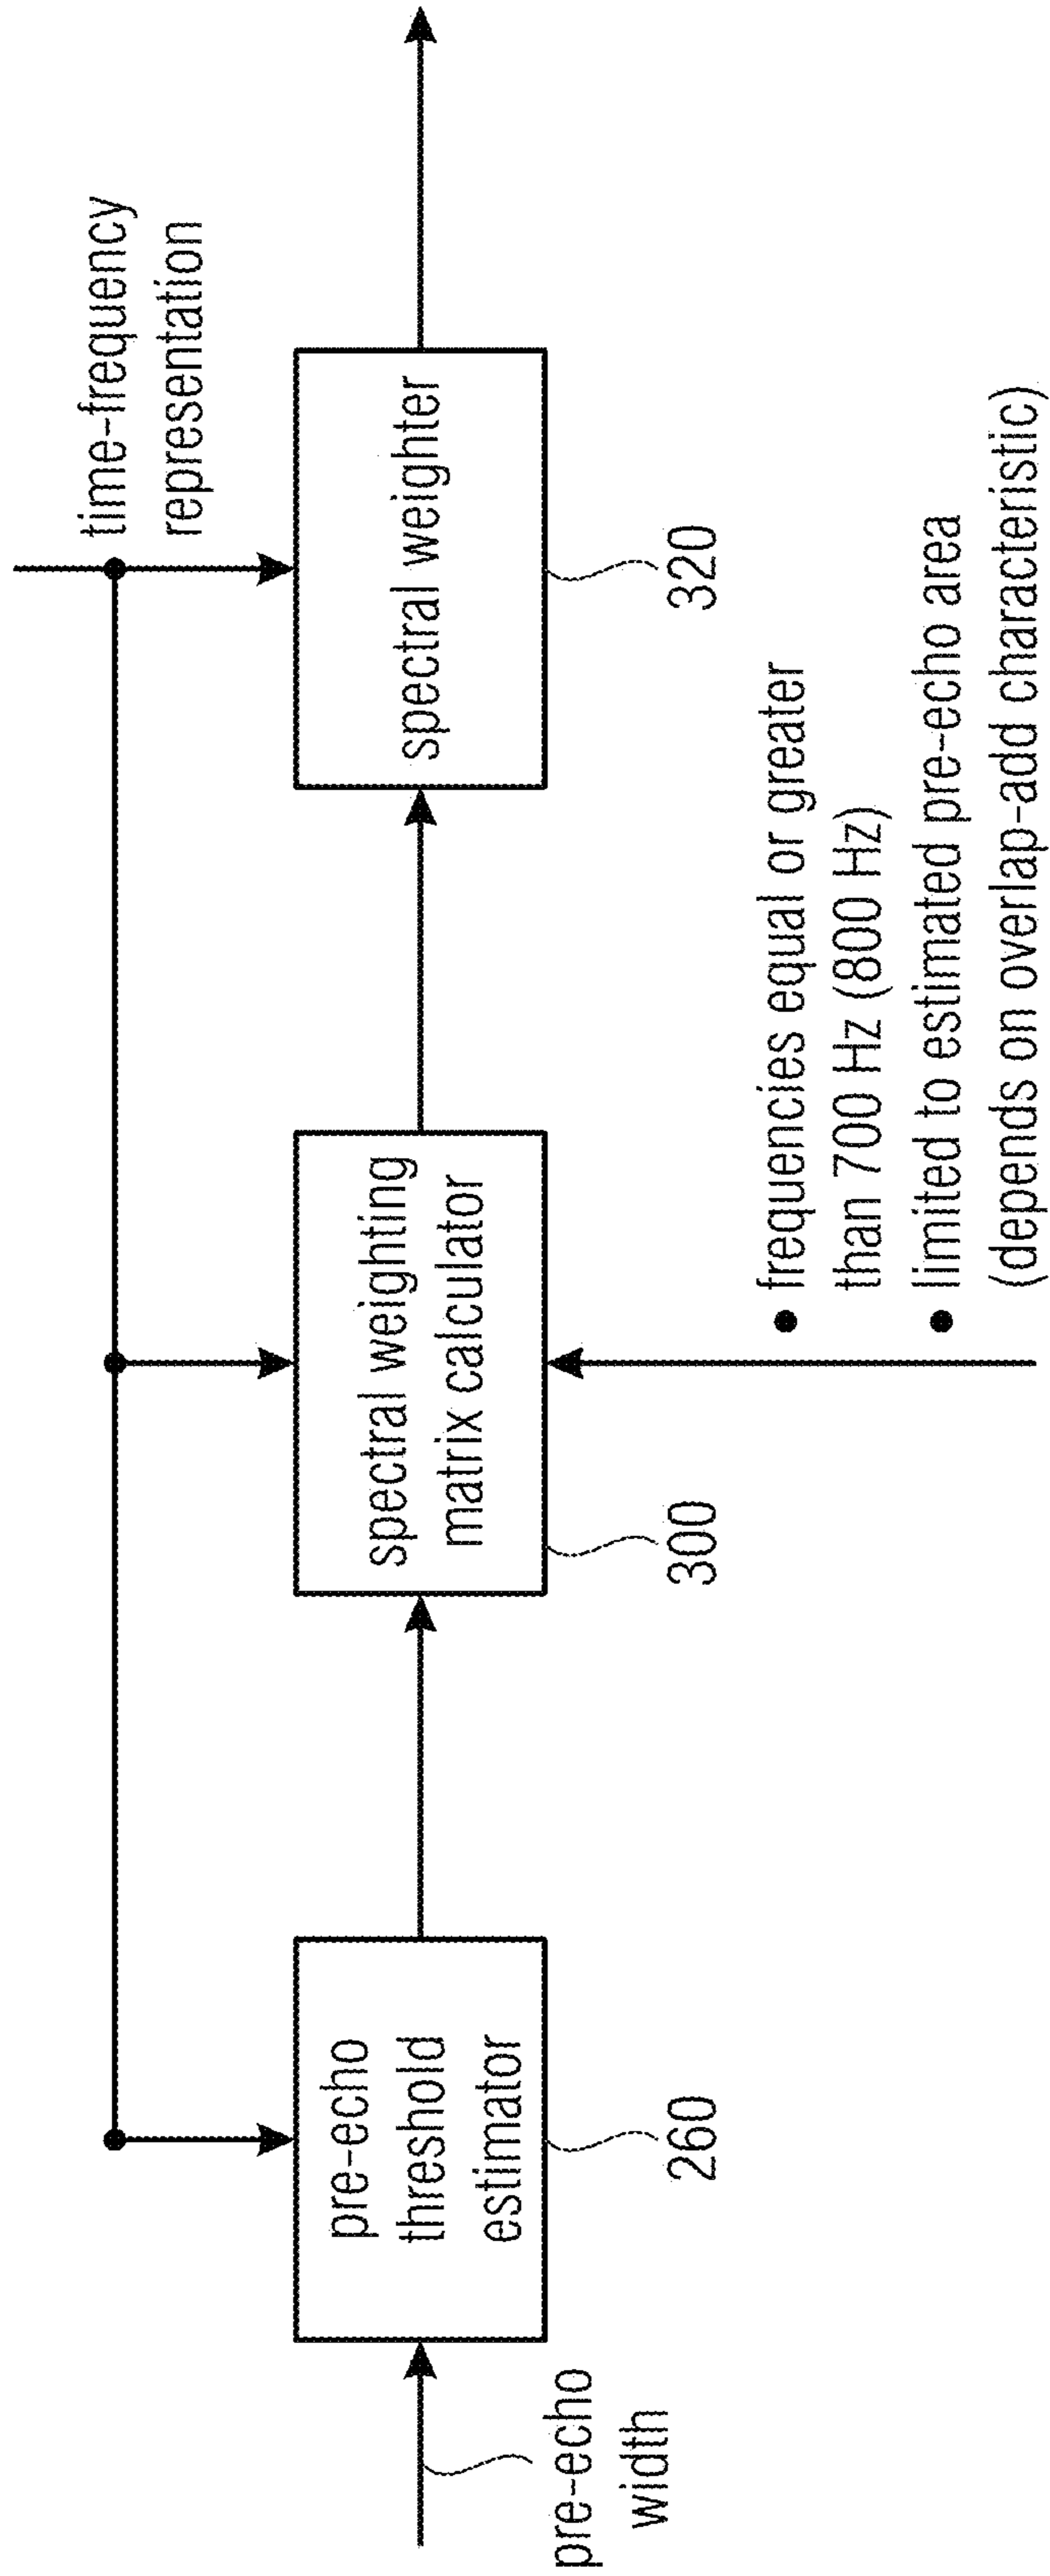 time-frequency
representation
pre-echo
threshold
estimator
spectral weighting
matrix calculator
spectral weighter
pre-echo
width
260
300
320
● frequencies equal or greater
than 700 Hz (800 Hz)
● limited to estimated pre-echo area
(depends on overlap-add characteristic)